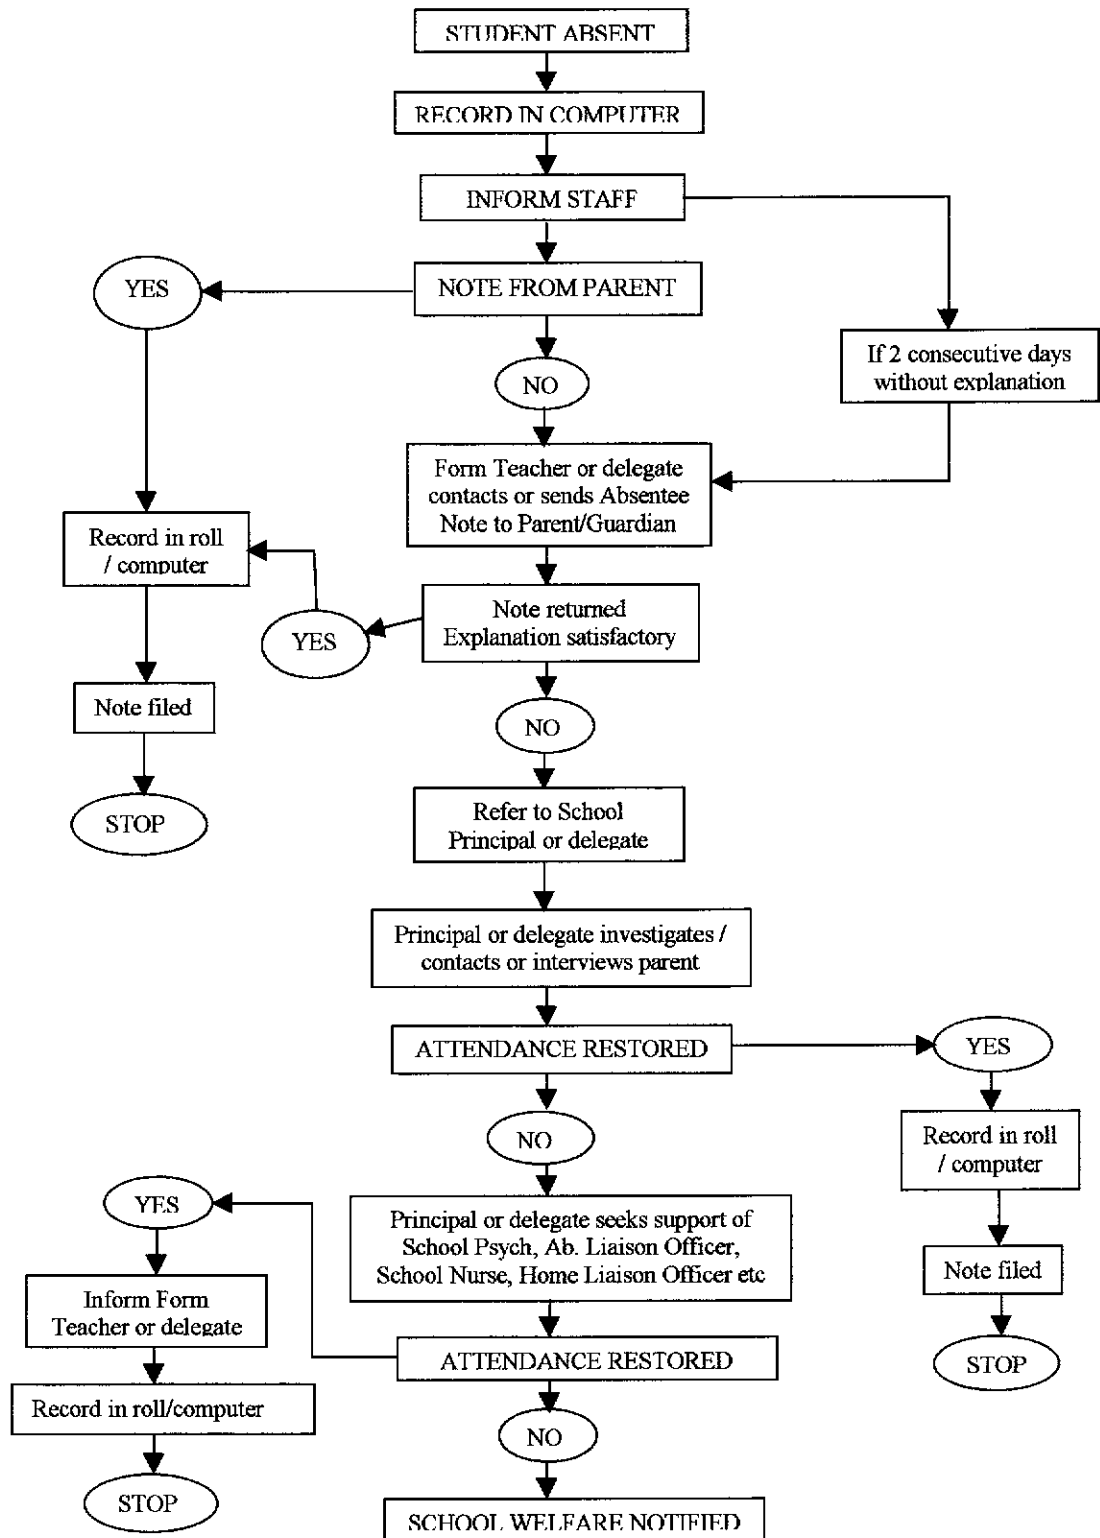 STUDENT ABSENT
RECORD IN COMPUTER
INFORM STAFF
YES
NOTE FROM PARENT
If 2 consecutive days
without explanation
NO
Form Teacher or delegate
contacts or sends Absentee
Note to Parent/Guardian
Record in roll
/ computer
Note returned
Explanation satisfactory
YES
Note filed
NO
STOP
Refer to School
Principal or delegate
Principal or delegate investigates /
contacts or interviews parent
ATTENDANCE RESTORED
YES
NO
Record in roll
/ computer
YES
Principal or delegate seeks support of
School Psych, Ab. Liaison Officer,
School Nurse, Home Liaison Officer etc
Note filed
Inform Form
Teacher or delegate
ATTENDANCE RESTORED
STOP
Record in roll/computer
NO
STOP
SCHOOL WELFARE NOTIFIED